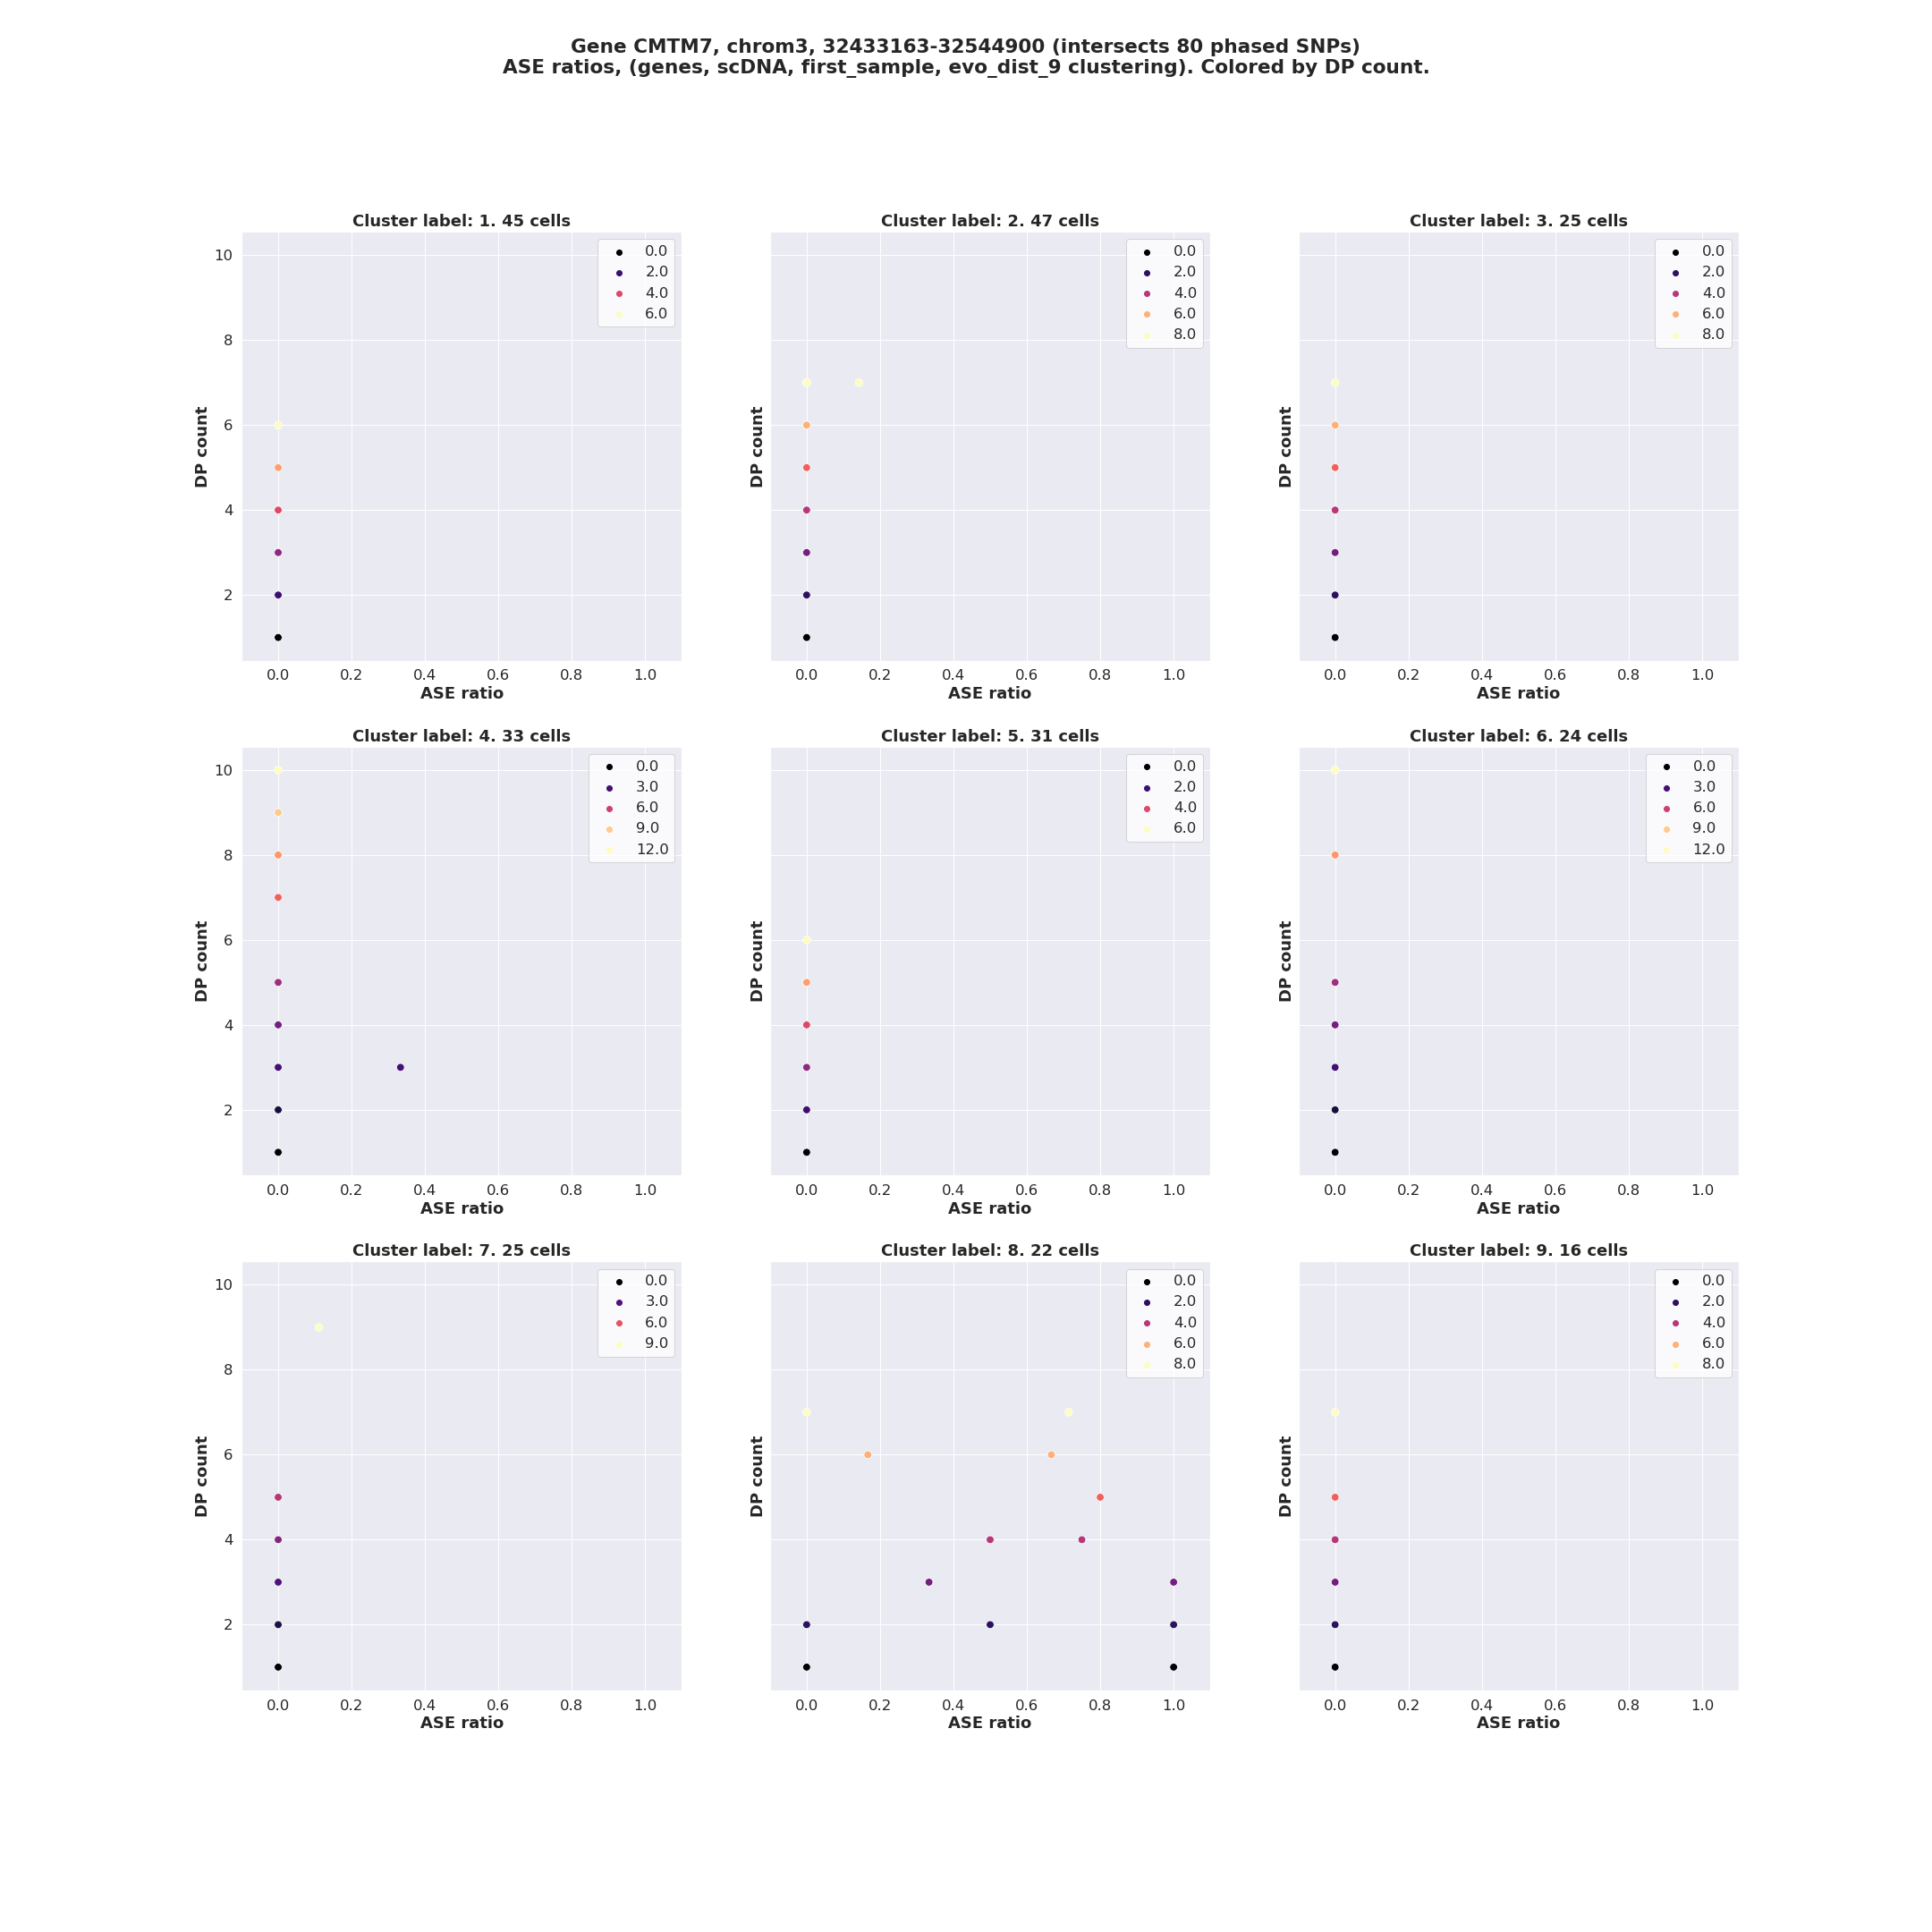 Gene CMTM7, chrom3, 32433163-32544900 (intersects 80 phased SNPs)
ASE ratios, (genes, scDNA, first_sample, evo_dist_9 clustering). Colored by DP count.
Cluster label: 1. 45 cells
10
8
6
4
2
DP count
0.0
2.0
4.0
6.0
0.0 0.2 0.4 0.6 0.8 1.0
ASE ratio
Cluster label: 2. 47 cells
DP count
0.0
2.0
4.0
6.0
8.0
0.0 0.2 0.4 0.6 0.8 1.0
ASE ratio
Cluster label: 3. 25 cells
DP count
0.0
2.0
4.0
6.0
8.0
0.0 0.2 0.4 0.6 0.8 1.0
ASE ratio
Cluster label: 4. 33 cells
10
8
6
4
2
DP count
0.0
3.0
6.0
9.0
12.0
0.0 0.2 0.4 0.6 0.8 1.0
ASE ratio
Cluster label: 5. 31 cells
DP count
0.0
2.0
4.0
6.0
0.0 0.2 0.4 0.6 0.8 1.0
ASE ratio
Cluster label: 6. 24 cells
DP count
0.0
3.0
6.0
9.0
12.0
0.0 0.2 0.4 0.6 0.8 1.0
ASE ratio
Cluster label: 7. 25 cells
10
8
6
4
2
DP count
0.0
3.0
6.0
9.0
0.0 0.2 0.4 0.6 0.8 1.0
ASE ratio
Cluster label: 8. 22 cells
DP count
0.0
2.0
4.0
6.0
8.0
0.0 0.2 0.4 0.6 0.8 1.0
ASE ratio
Cluster label: 9. 16 cells
DP count
0.0
2.0
4.0
6.0
8.0
0.0 0.2 0.4 0.6 0.8 1.0
ASE ratio